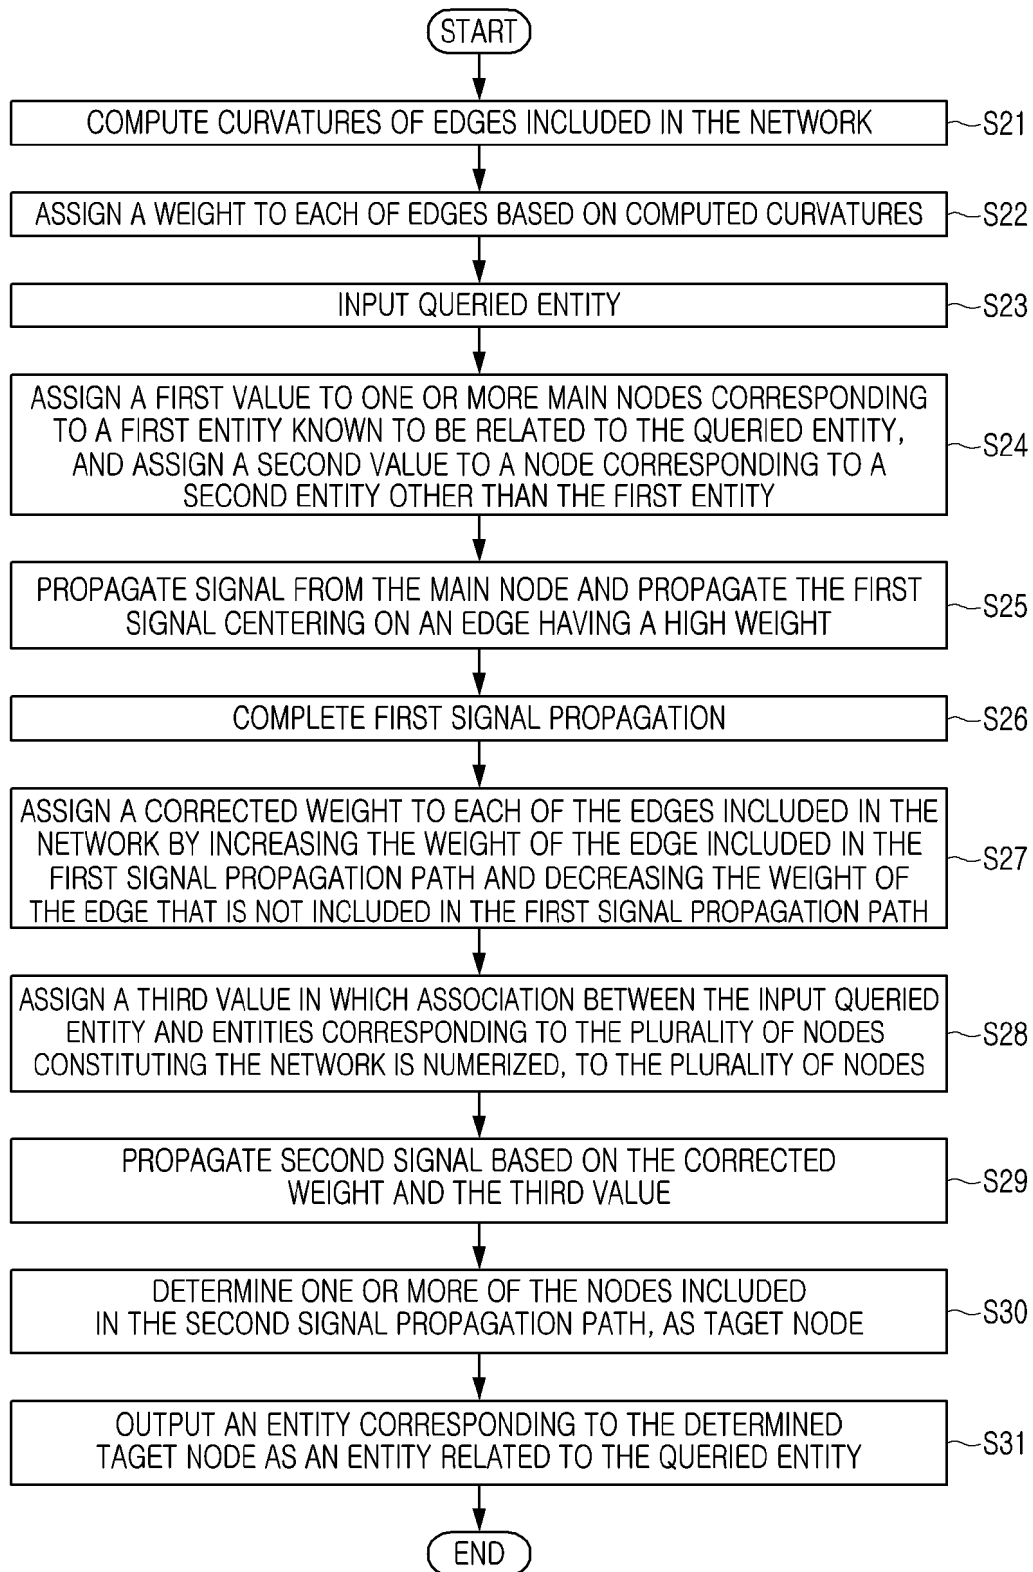 START
COMPUTE CURVATURES OF EDGES INCLUDED IN THE NETWORK
S21
ASSIGN A WEIGHT TO EACH OF EDGES BASED ON COMPUTED CURVATURES
S22
INPUT QUERIED ENTITY
S23
ASSIGN A FIRST VALUE TO ONE OR MORE MAIN NODES CORRESPONDING
TO A FIRST ENTITY KNOWN TO BE RELATED TO THE QUERIED ENTITY,
AND ASSIGN A SECOND VALUE TO A NODE CORRESPONDING TO A
SECOND ENTITY OTHER THAN THE FIRST ENTITY
S24
PROPAGATE SIGNAL FROM THE MAIN NODE AND PROPAGATE THE FIRST
SIGNAL CENTERING ON AN EDGE HAVING A HIGH WEIGHT
S25
COMPLETE FIRST SIGNAL PROPAGATION
S26
ASSIGN A CORRECTED WEIGHT TO EACH OF THE EDGES INCLUDED IN THE
NETWORK BY INCREASING THE WEIGHT OF THE EDGE INCLUDED IN THE
FIRST SIGNAL PROPAGATION PATH AND DECREASING THE WEIGHT OF
THE EDGE THAT IS NOT INCLUDED IN THE FIRST SIGNAL PROPAGATION PATH
S27
ASSIGN A THIRD VALUE IN WHICH ASSOCIATION BETWEEN THE INPUT QUERIED
ENTITY AND ENTITIES CORRESPONDING TO THE PLURALITY OF NODES
CONSTITUTING THE NETWORK IS NUMERIZED, TO THE PLURALITY OF NODES
S28
PROPAGATE SECOND SIGNAL BASED ON THE CORRECTED
WEIGHT AND THE THIRD VALUE
S29
DETERMINE ONE OR MORE OF THE NODES INCLUDED
IN THE SECOND SIGNAL PROPAGATION PATH, AS TAGET NODE
S30
OUTPUT AN ENTITY CORRESPONDING TO THE DETERMINED
TAGET NODE AS AN ENTITY RELATED TO THE QUERIED ENTITY
S31
END